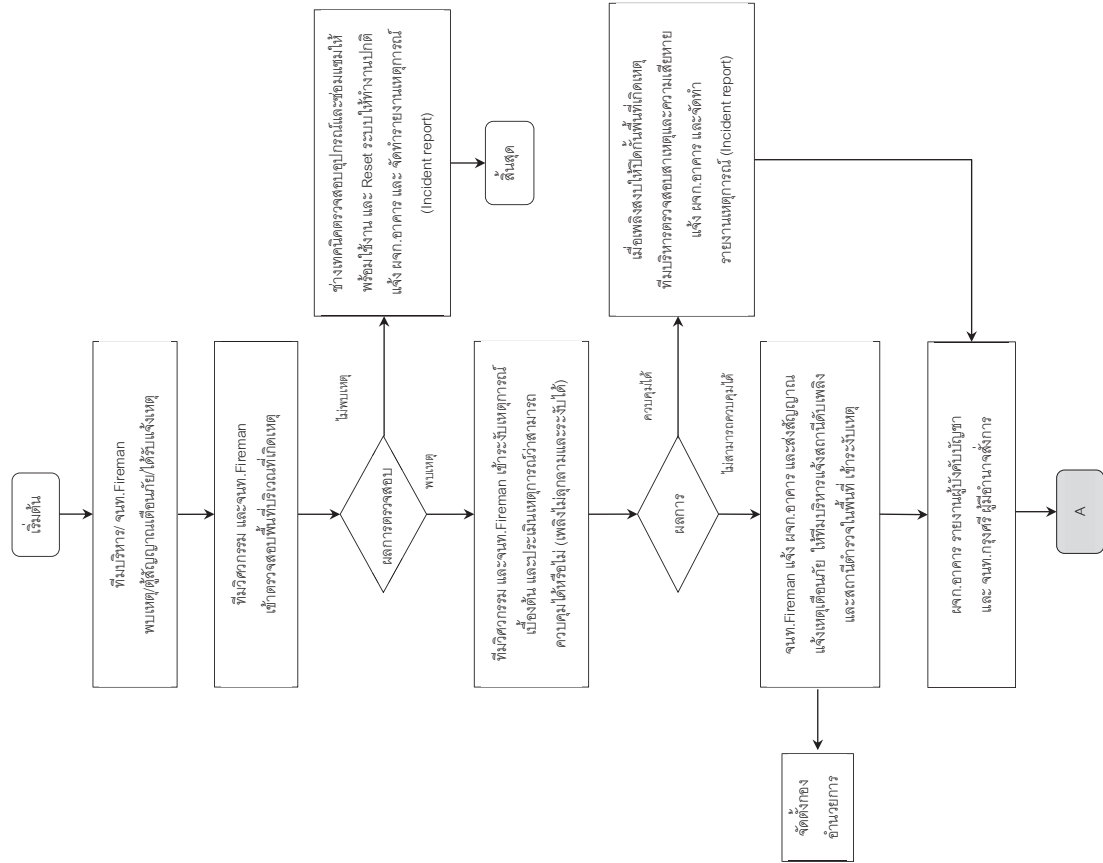 เริ่มต้น
ทีมบริหาร/ จนท.Fireman
พบเหตุ/ตู้สัญญาณเตือนภัย/ได้รับแจ้งเหตุ
ทีมวิศวกรรม และจนท.Fireman
เข้าตรวจสอบพื้นที่บริเวณที่เกิดเหตุ
ผลการตรวจสอบ
ไม่พบเหตุ
ช่างเทคนิคตรวจสอบอุปกรณ์และซ่อมแซมให้
พร้อมใช้งาน และ Reset ระบบให้ทำงานปกติ
แจ้ง ผจก.อาคาร และ จัดทำรายงานเหตุการณ์
(Incident report)
สิ้นสุด
พบเหตุ
ทีมวิศวกรรม และจนท.Fireman เข้าระงับเหตุการณ์
เบื้องต้น และประเมินเหตุการณ์ว่าสามารถ
ควบคุมได้หรือไม่ (เพลิงไม่ลุกลามและระงับได้)
ผลการ
ควบคุมได้
เมื่อเพลิงสงบให้ปิดกั้นพื้นที่เกิดเหตุ
ทีมบริหารตรวจสอบสาเหตุและความเสียหาย
แจ้ง ผจก.อาคาร และจัดทำ
รายงานเหตุการณ์ (Incident report)
ไม่สามารถควบคุมได้
จนท.Fireman แจ้ง ผจก.อาคาร และส่งสัญญาณ
แจ้งเหตุเตือนภัย ให้ทีมบริหารแจ้งสถานีดับเพลิง
และสถานีตำรวจในพื้นที่ เข้าระงับเหตุ
จัดตั้งกอง
อำนวยการ
ผจก.อาคาร รายงานผู้บังคับบัญชา
และ จนท.กรุงศรี ผู้มีอำนาจสั่งการ
A